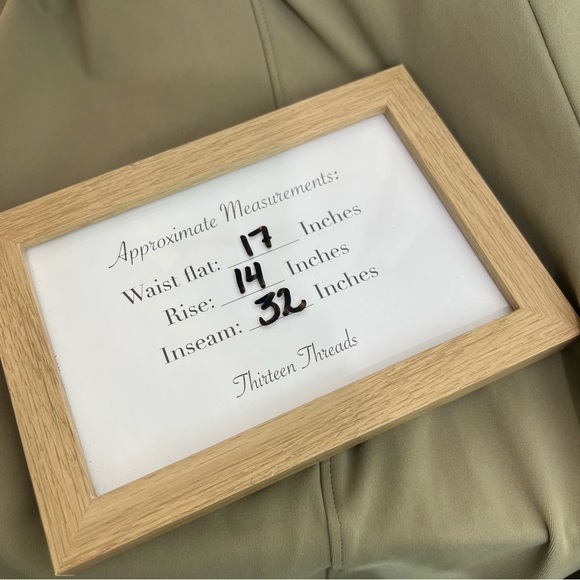 Approximate Measurements:
Waist flat: 17 Inches
Rise: 14 Inches
Inseam: 32 Inches
Thirteen Threads